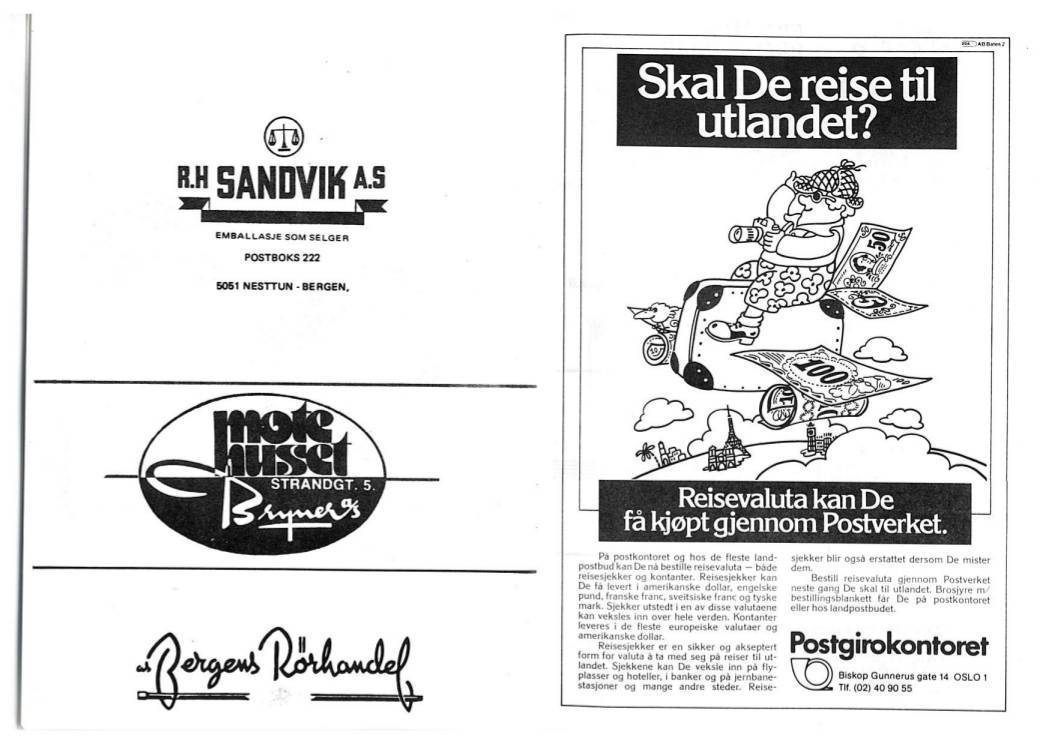 R.H SANDVIK A.S
EMBALLASJE SOM SELGER
POSTBOKS 222
5051 NESTTUN - BERGEN,
mote
huset
STRANDGT. 5.
Bryner a/s
a.s Bergens Rörhandel
AB Bates 2
Skal De reise til
utlandet?
50
100
Reisevaluta kan De
få kjøpt gjennom Postverket.
På postkontoret og hos de fleste land-
postbud kan De nå bestille reisevaluta – både
reisesjekker og kontanter. Reisesjekker kan
De få levert i amerikanske dollar, engelske
pund, franske franc, sveitsiske franc og tyske
mark. Sjekker utstedt i en av disse valutaene
kan veksles inn over hele verden. Kontanter
leveres i de fleste europeiske valutaer og
amerikanske dollar.
Reisesjekker er en sikker og akseptert
form for valuta å ta med seg på reiser til ut-
landet. Sjekkene kan De veksle inn på fly-
plasser og hoteller, i banker og på jernbane-
stasjoner og mange andre steder. Reise-
sjekker blir også erstattet dersom De mister
dem.
Bestill reisevaluta gjennom Postverket
neste gang De skal til utlandet. Brosjyre m/
bestillingsblankett får De på postkontoret
eller hos landpostbudet.
Postgirokontoret
Biskop Gunnerus gate 14 OSLO 1
Tlf. (02) 40 90 55